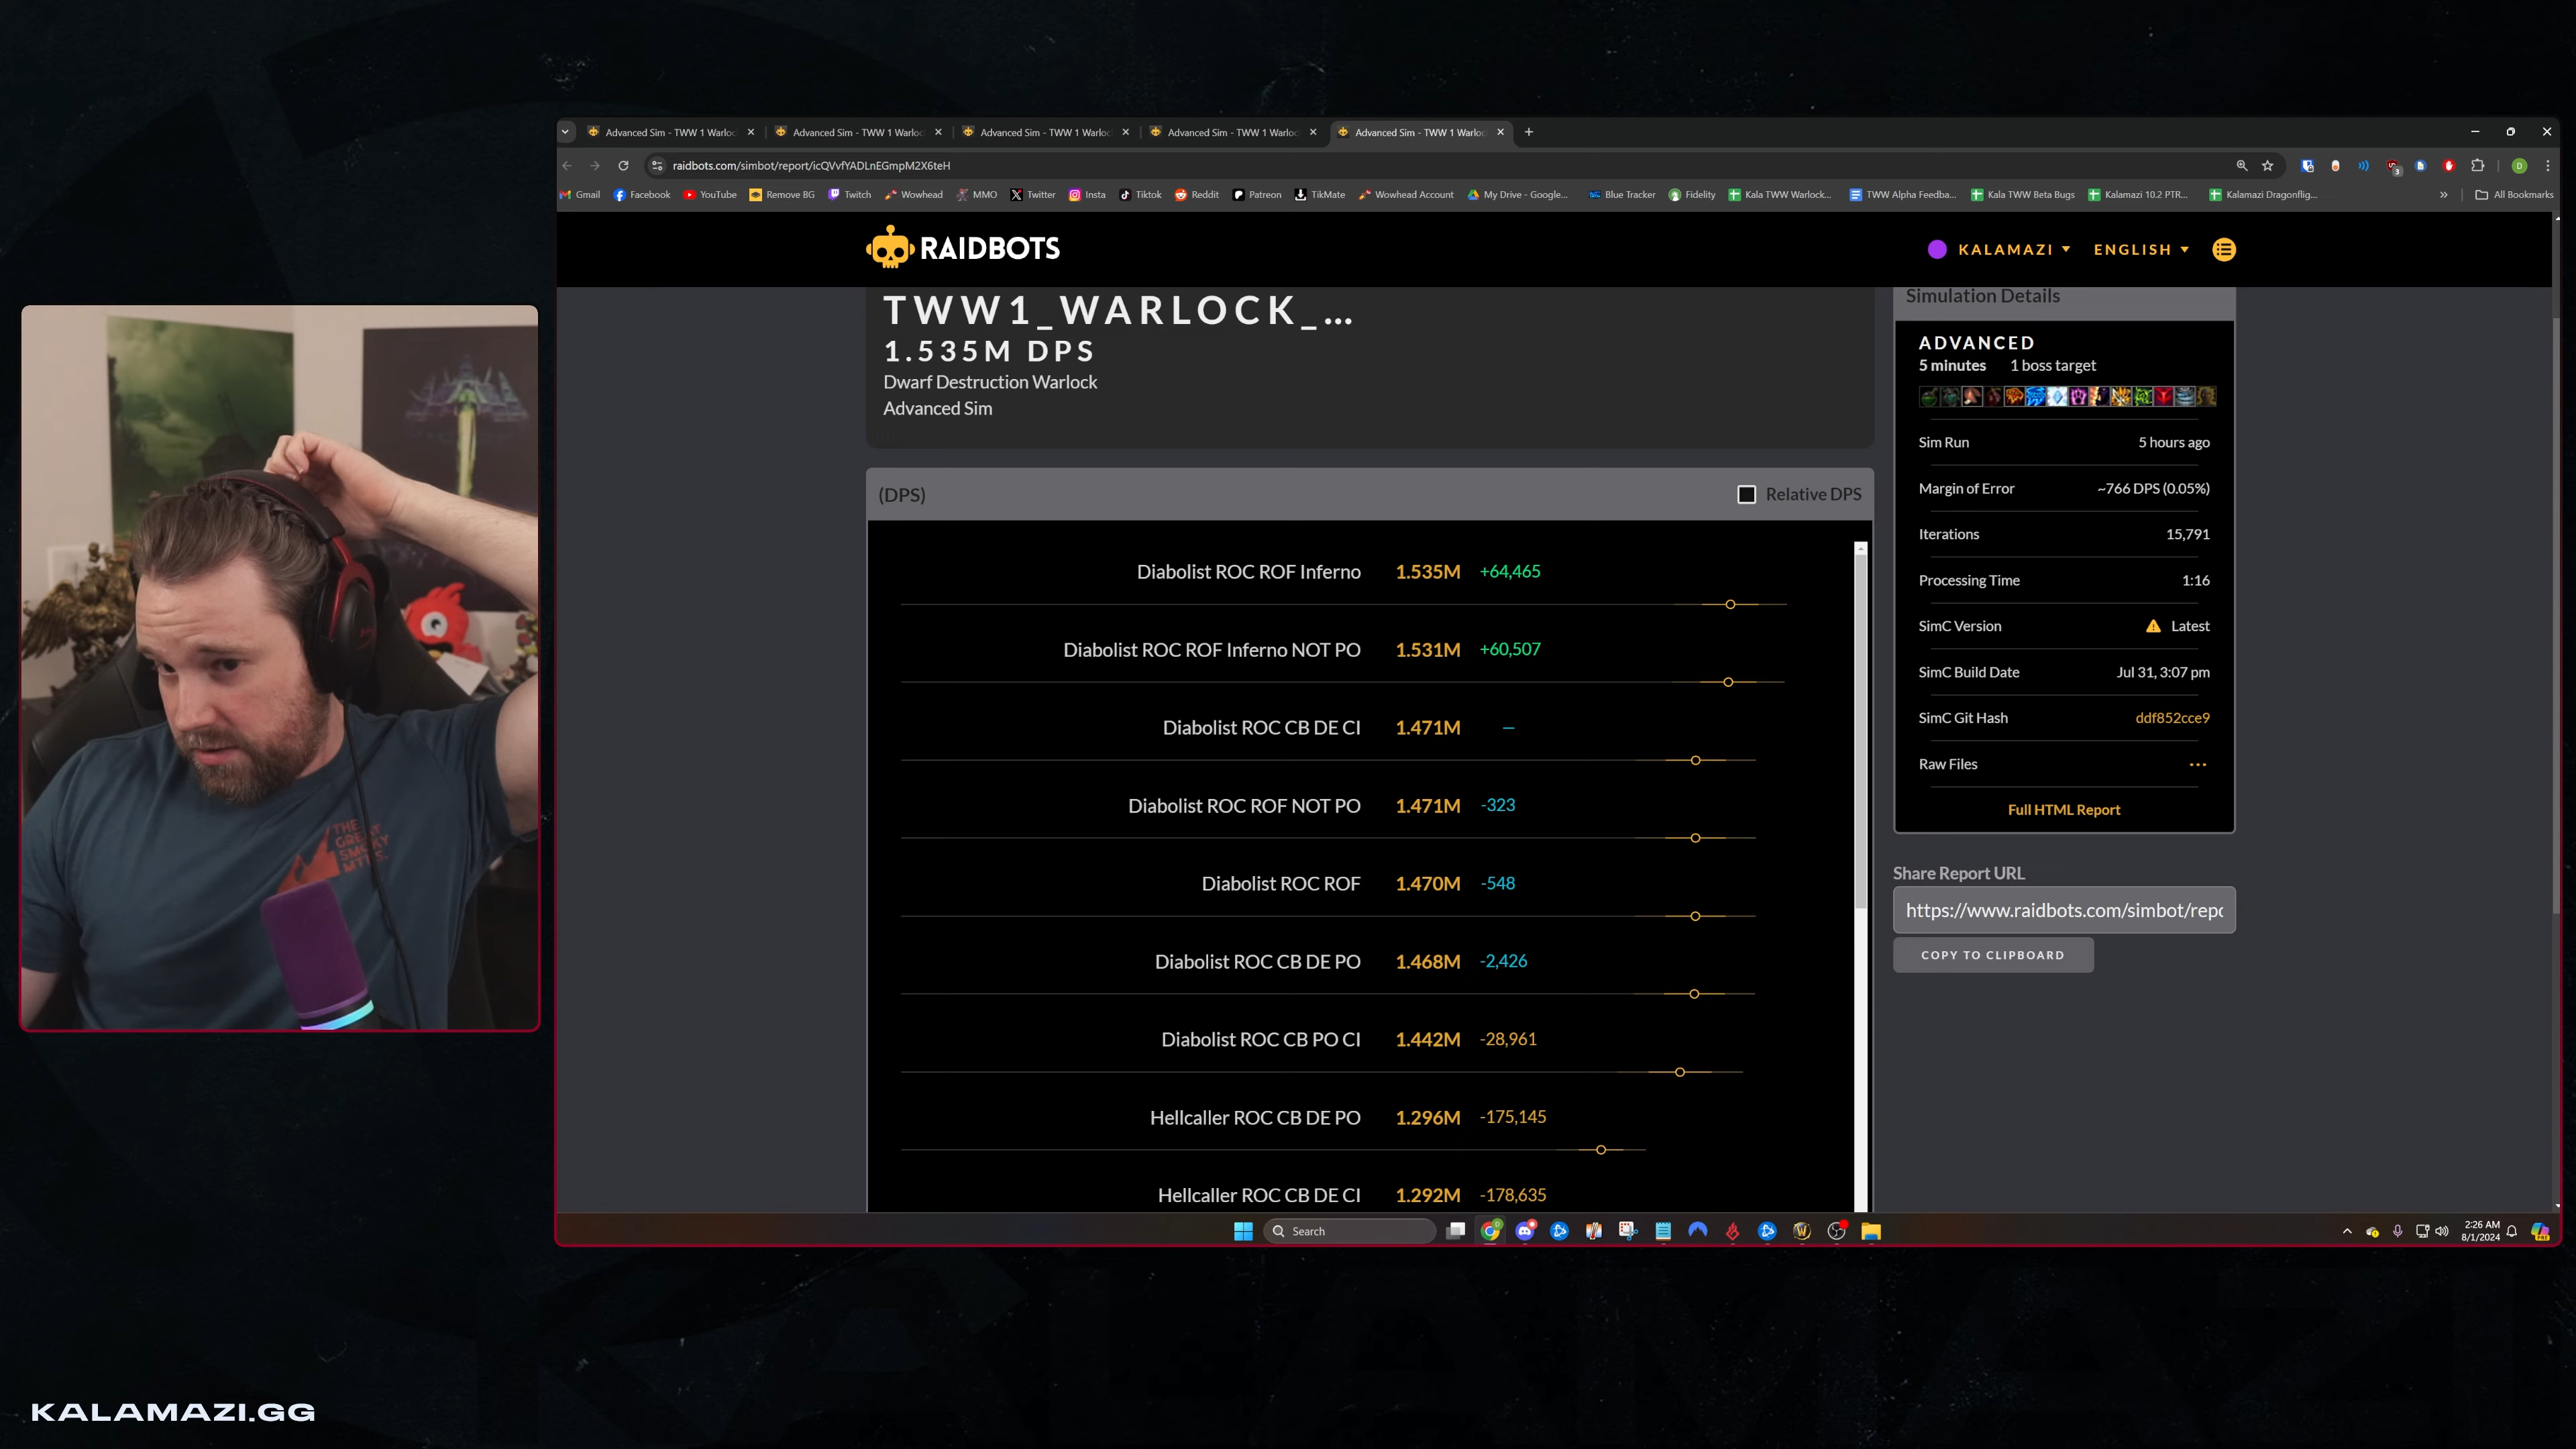 Advanced Sim - TWW 1 Warloc
Advanced Sim - TWW 1 Warloc
Advanced Sim - TWW 1 Warloc
Advanced Sim - TWW 1 Warloc
Advanced Sim - TWW 1 Warloc
raidbots.com/simbot/report/icQVvfYADLnEGmpM2X6teH
Gmail
Facebook
YouTube
Remove BG
Twitch
Wowhead
MMO
Twitter
Insta
Tiktok
Reddit
Patreon
TikMate
Wowhead Account
My Drive - Google...
Blue Tracker
Fidelity
Kala TWW Warlock...
TWW Alpha Feedba...
Kala TWW Beta Bugs
Kalamazi 10.2 PTR...
Kalamazi Dragonflig...
»
All Bookmarks
RAIDBOTS
KALAMAZI
ENGLISH
TWW1_WARLOCK_...
1.535M DPS
Dwarf Destruction Warlock
Advanced Sim
(DPS)
Relative DPS
Diabolist ROC ROF Inferno 1.535M +64,465
Diabolist ROC ROF Inferno NOT PO 1.531M +60,507
Diabolist ROC CB DE CI 1.471M —
Diabolist ROC ROF NOT PO 1.471M -323
Diabolist ROC ROF 1.470M -548
Diabolist ROC CB DE PO 1.468M -2,426
Diabolist ROC CB PO CI 1.442M -28,961
Hellcaller ROC CB DE PO 1.296M -175,145
Hellcaller ROC CB DE CI 1.292M -178,635
Simulation Details
ADVANCED
5 minutes 1 boss target
Sim Run 5 hours ago
Margin of Error ~766 DPS (0.05%)
Iterations 15,791
Processing Time 1:16
SimC Version Latest
SimC Build Date Jul 31, 3:07 pm
SimC Git Hash ddf852cce9
Raw Files ...
Full HTML Report
Share Report URL
https://www.raidbots.com/simbot/repo
COPY TO CLIPBOARD
THE
GREAT
SMOKY
MTTS.
Search
2:26 AM
8/1/2024
KALAMAZI.GG